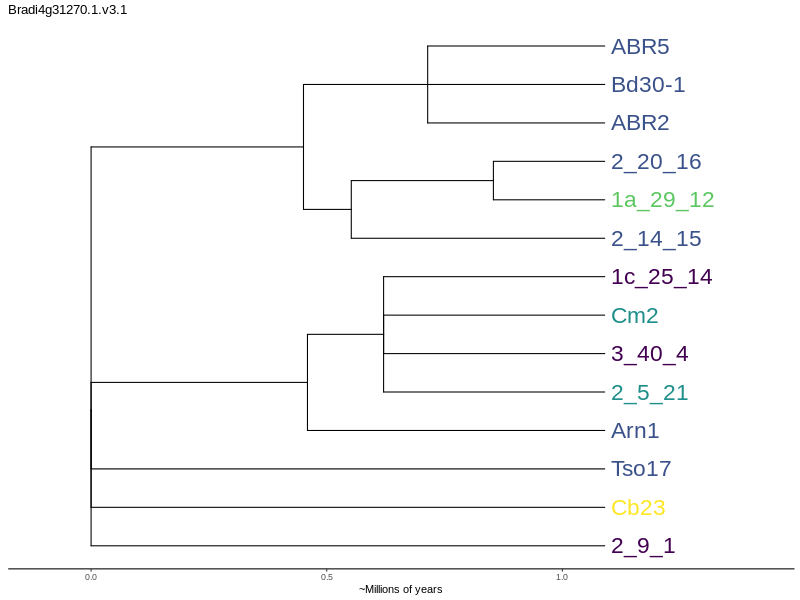 Bradi4g31270.1.v3.1
ABR5
Bd30-1
ABR2
2_20_16
1a_29_12
2_14_15
1c_25_14
Cm2
3_40_4
2_5_21
Arn1
Tso17
Cb23
2_9_1
0.0 0.5 1.0
~Millions of years